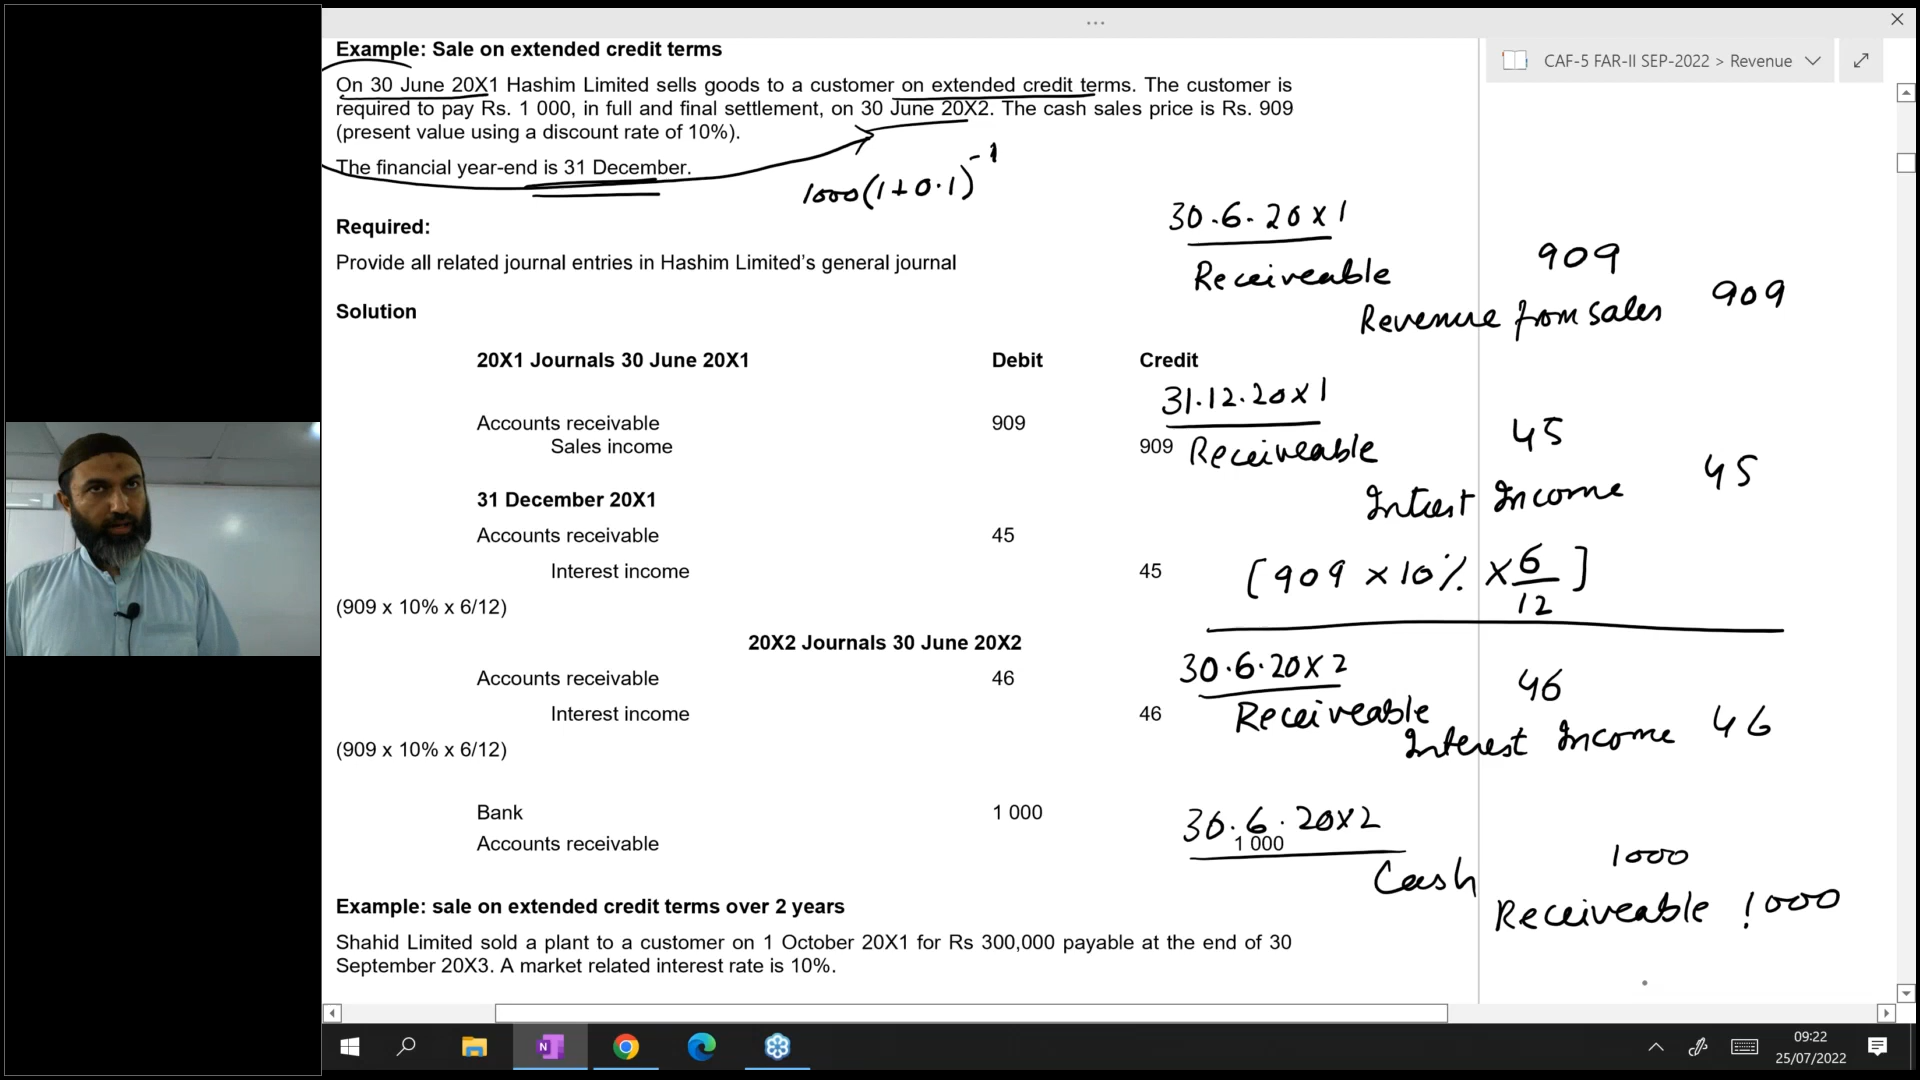 Example: Sale on extended credit terms
On 30 June 20X1 Hashim Limited sells goods to a customer on extended credit terms. The customer is
required to pay Rs. 1 000, in full and final settlement, on 30 June 20X2. The cash sales price is Rs. 909
(present value using a discount rate of 10%).
The financial year-end is 31 December.
1000(1+0.1)^-1
Required:
Provide all related journal entries in Hashim Limited's general journal
Solution
20X1 Journals 30 June 20X1 Debit Credit
Accounts receivable 909
Sales income 909
31 December 20X1
Accounts receivable 45
Interest income 45
(909 x 10% x 6/12)
20X2 Journals 30 June 20X2
Accounts receivable 46
Interest income 46
(909 x 10% x 6/12)
Bank 1 000
Accounts receivable 1 000
Example: sale on extended credit terms over 2 years
Shahid Limited sold a plant to a customer on 1 October 20X1 for Rs 300,000 payable at the end of 30
September 20X3. A market related interest rate is 10%.
30.6.20X1
Receiveable 909
Revenue from sales 909
31.12.20X1
Receiveable 45
Intrest Income 45
[909 x 10% x 6/12]
30.6.20X2
Receiveable 46
Interest Income 46
30.6.20X2
Cash 1000
Receiveable 1000
CAF-5 FAR-II SEP-2022 > Revenue
09:22
25/07/2022